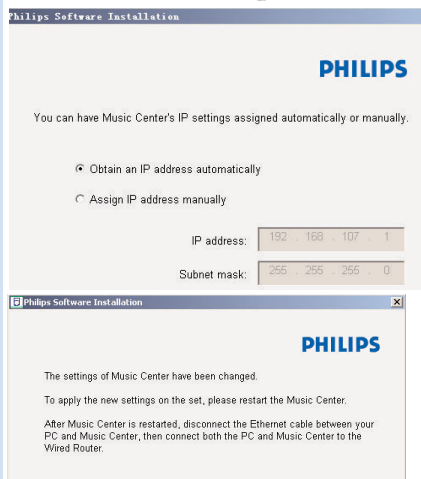 Philips Software Installation
PHILIPS
You can have Music Center's IP settings assigned automatically or manually.
Obtain an IP address automatically
Assign IP address manually
IP address: 192 . 168 . 107 . 1
Subnet mask: 255 . 255 . 255 . 0
Philips Software Installation
PHILIPS
The settings of Music Center have been changed.
To apply the new settings on the set, please restart the Music Center.
After Music Center is restarted, disconnect the Ethernet cable between your
PC and Music Center, then connect both the PC and Music Center to the
Wired Router.